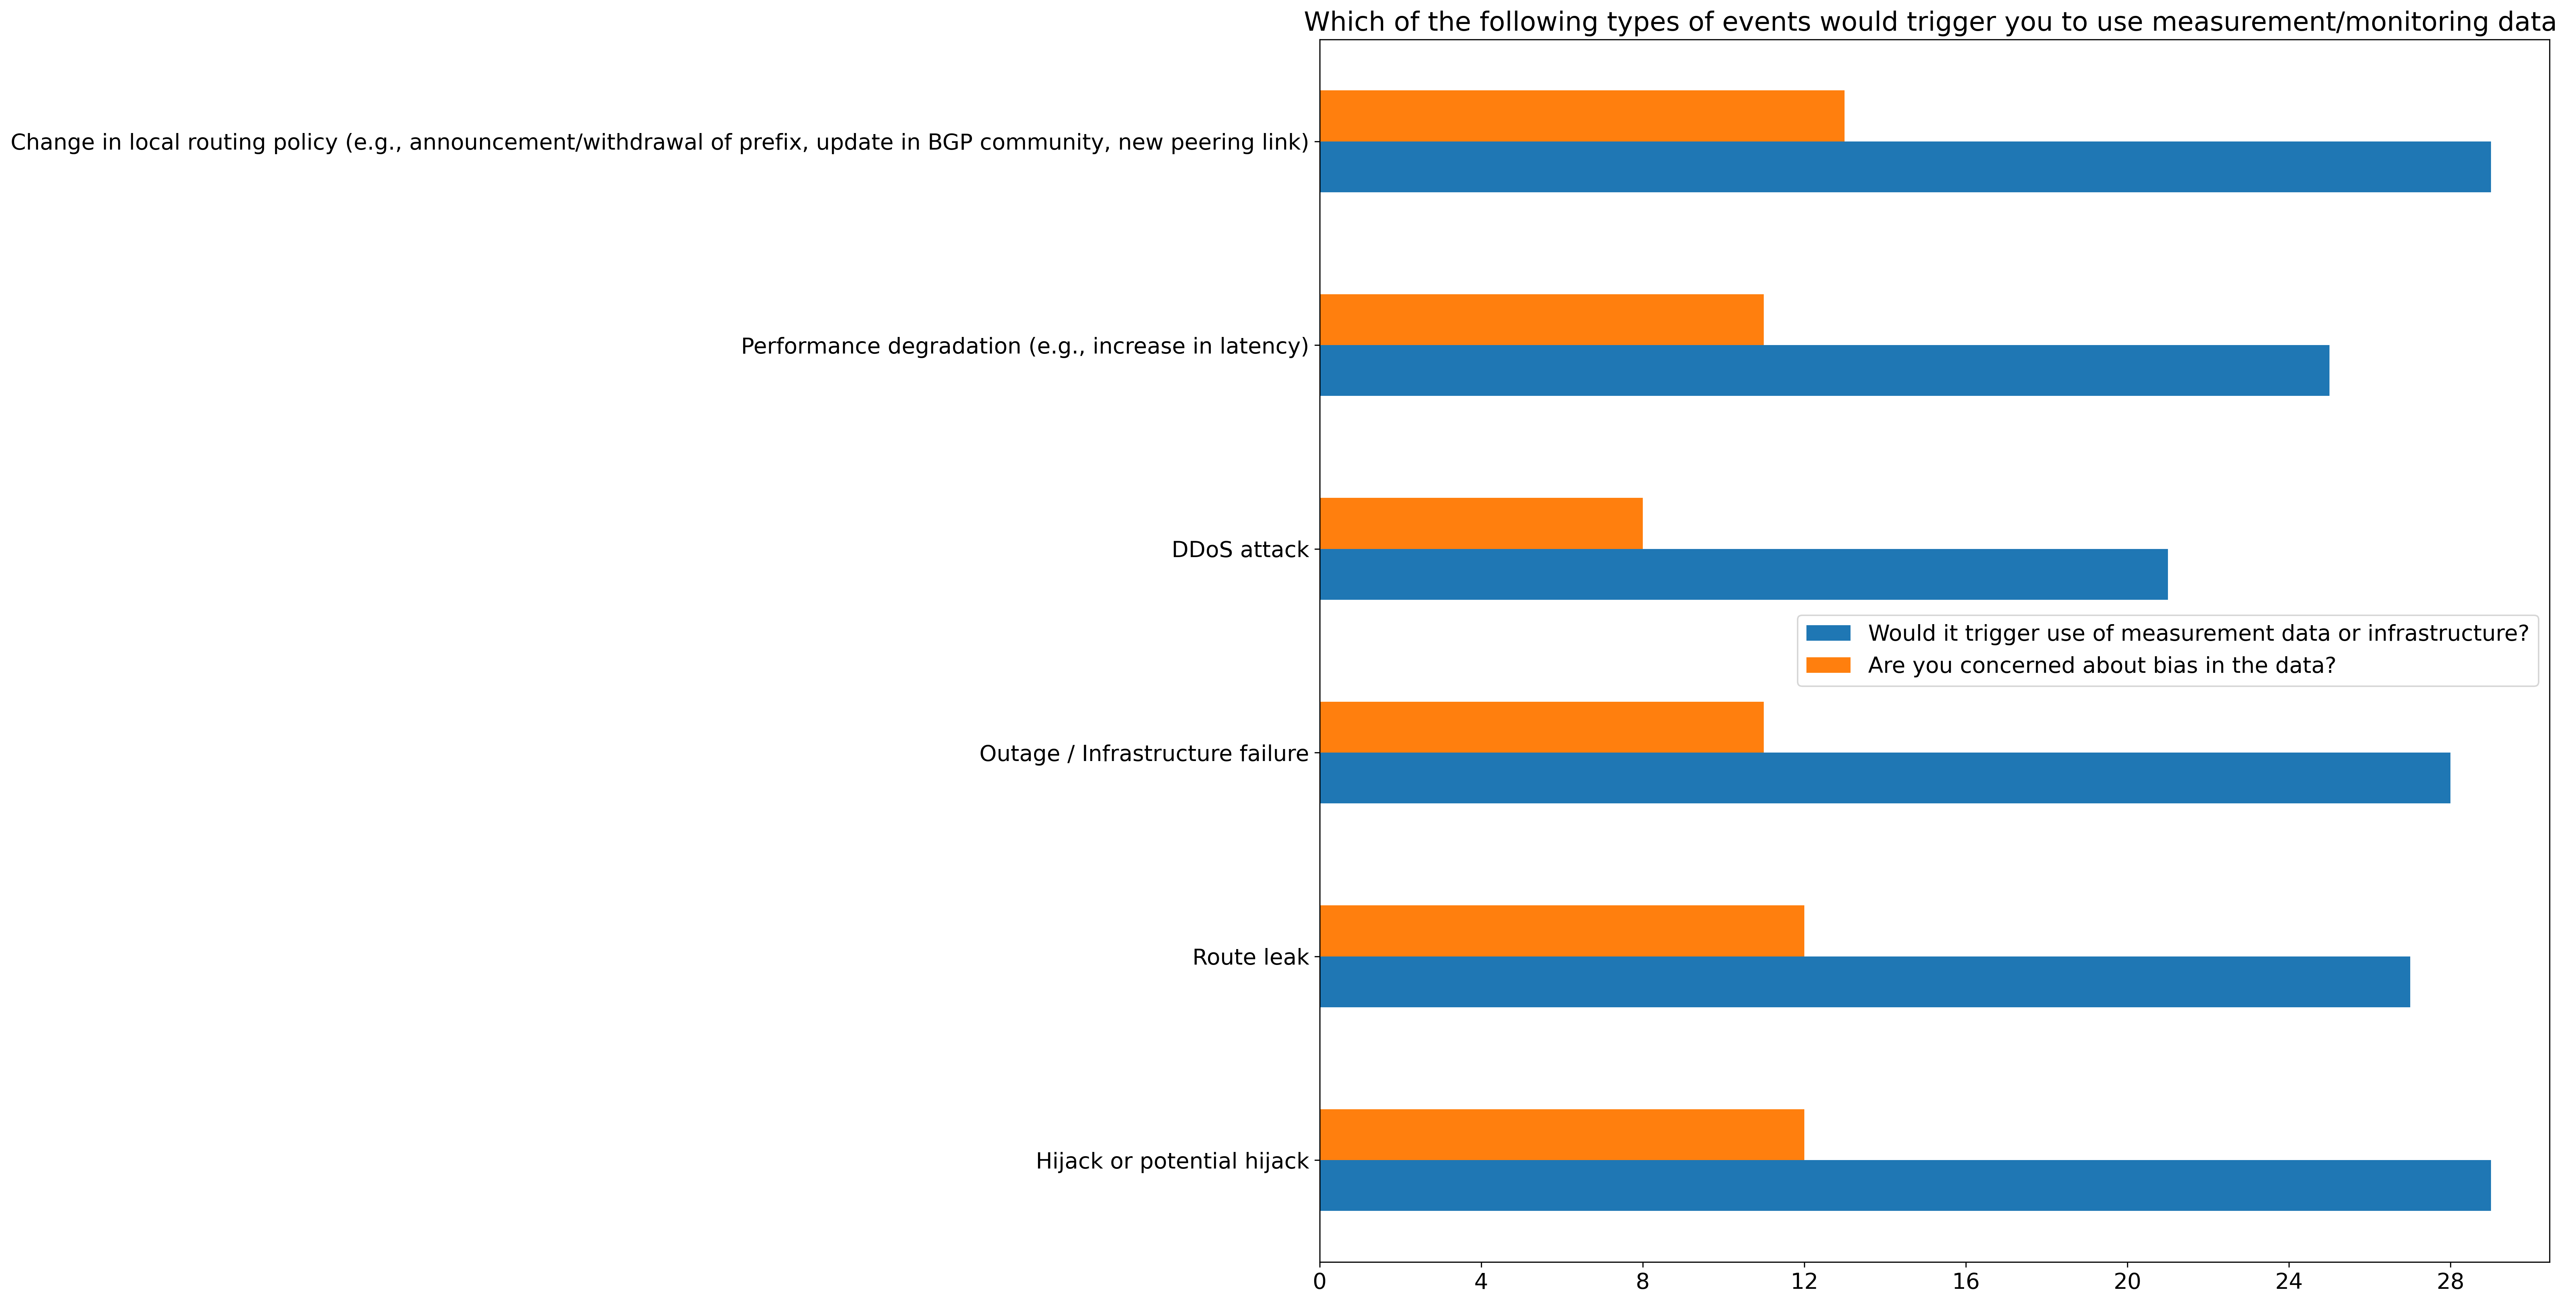 Which of the following types of events would trigger you to use measurement/monitoring data
Change in local routing policy (e.g., announcement/withdrawal of prefix, update in BGP community, new peering link)
Performance degradation (e.g., increase in latency)
DDoS attack
Would it trigger use of measurement data or infrastructure?
Are you concerned about bias in the data?
Outage / Infrastructure failure
Route leak
Hijack or potential hijack
0 4 8 12 16 20 24 28